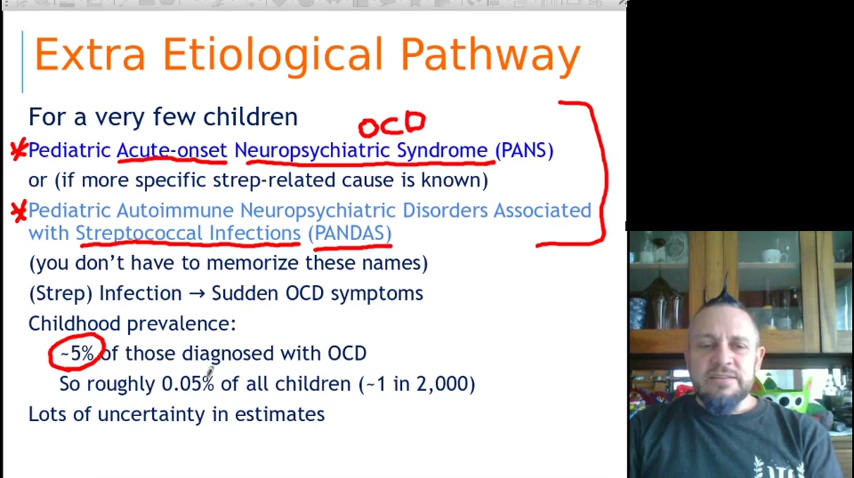 Extra Etiological Pathway
For a very few children
OCD
Pediatric Acute-onset Neuropsychiatric Syndrome (PANS)
or (if more specific strep-related cause is known)
Pediatric Autoimmune Neuropsychiatric Disorders Associated
with Streptococcal Infections (PANDAS)
(you don't have to memorize these names)
(Strep) Infection → Sudden OCD symptoms
Childhood prevalence:
~5% of those diagnosed with OCD
So roughly 0.05% of all children (~1 in 2,000)
Lots of uncertainty in estimates